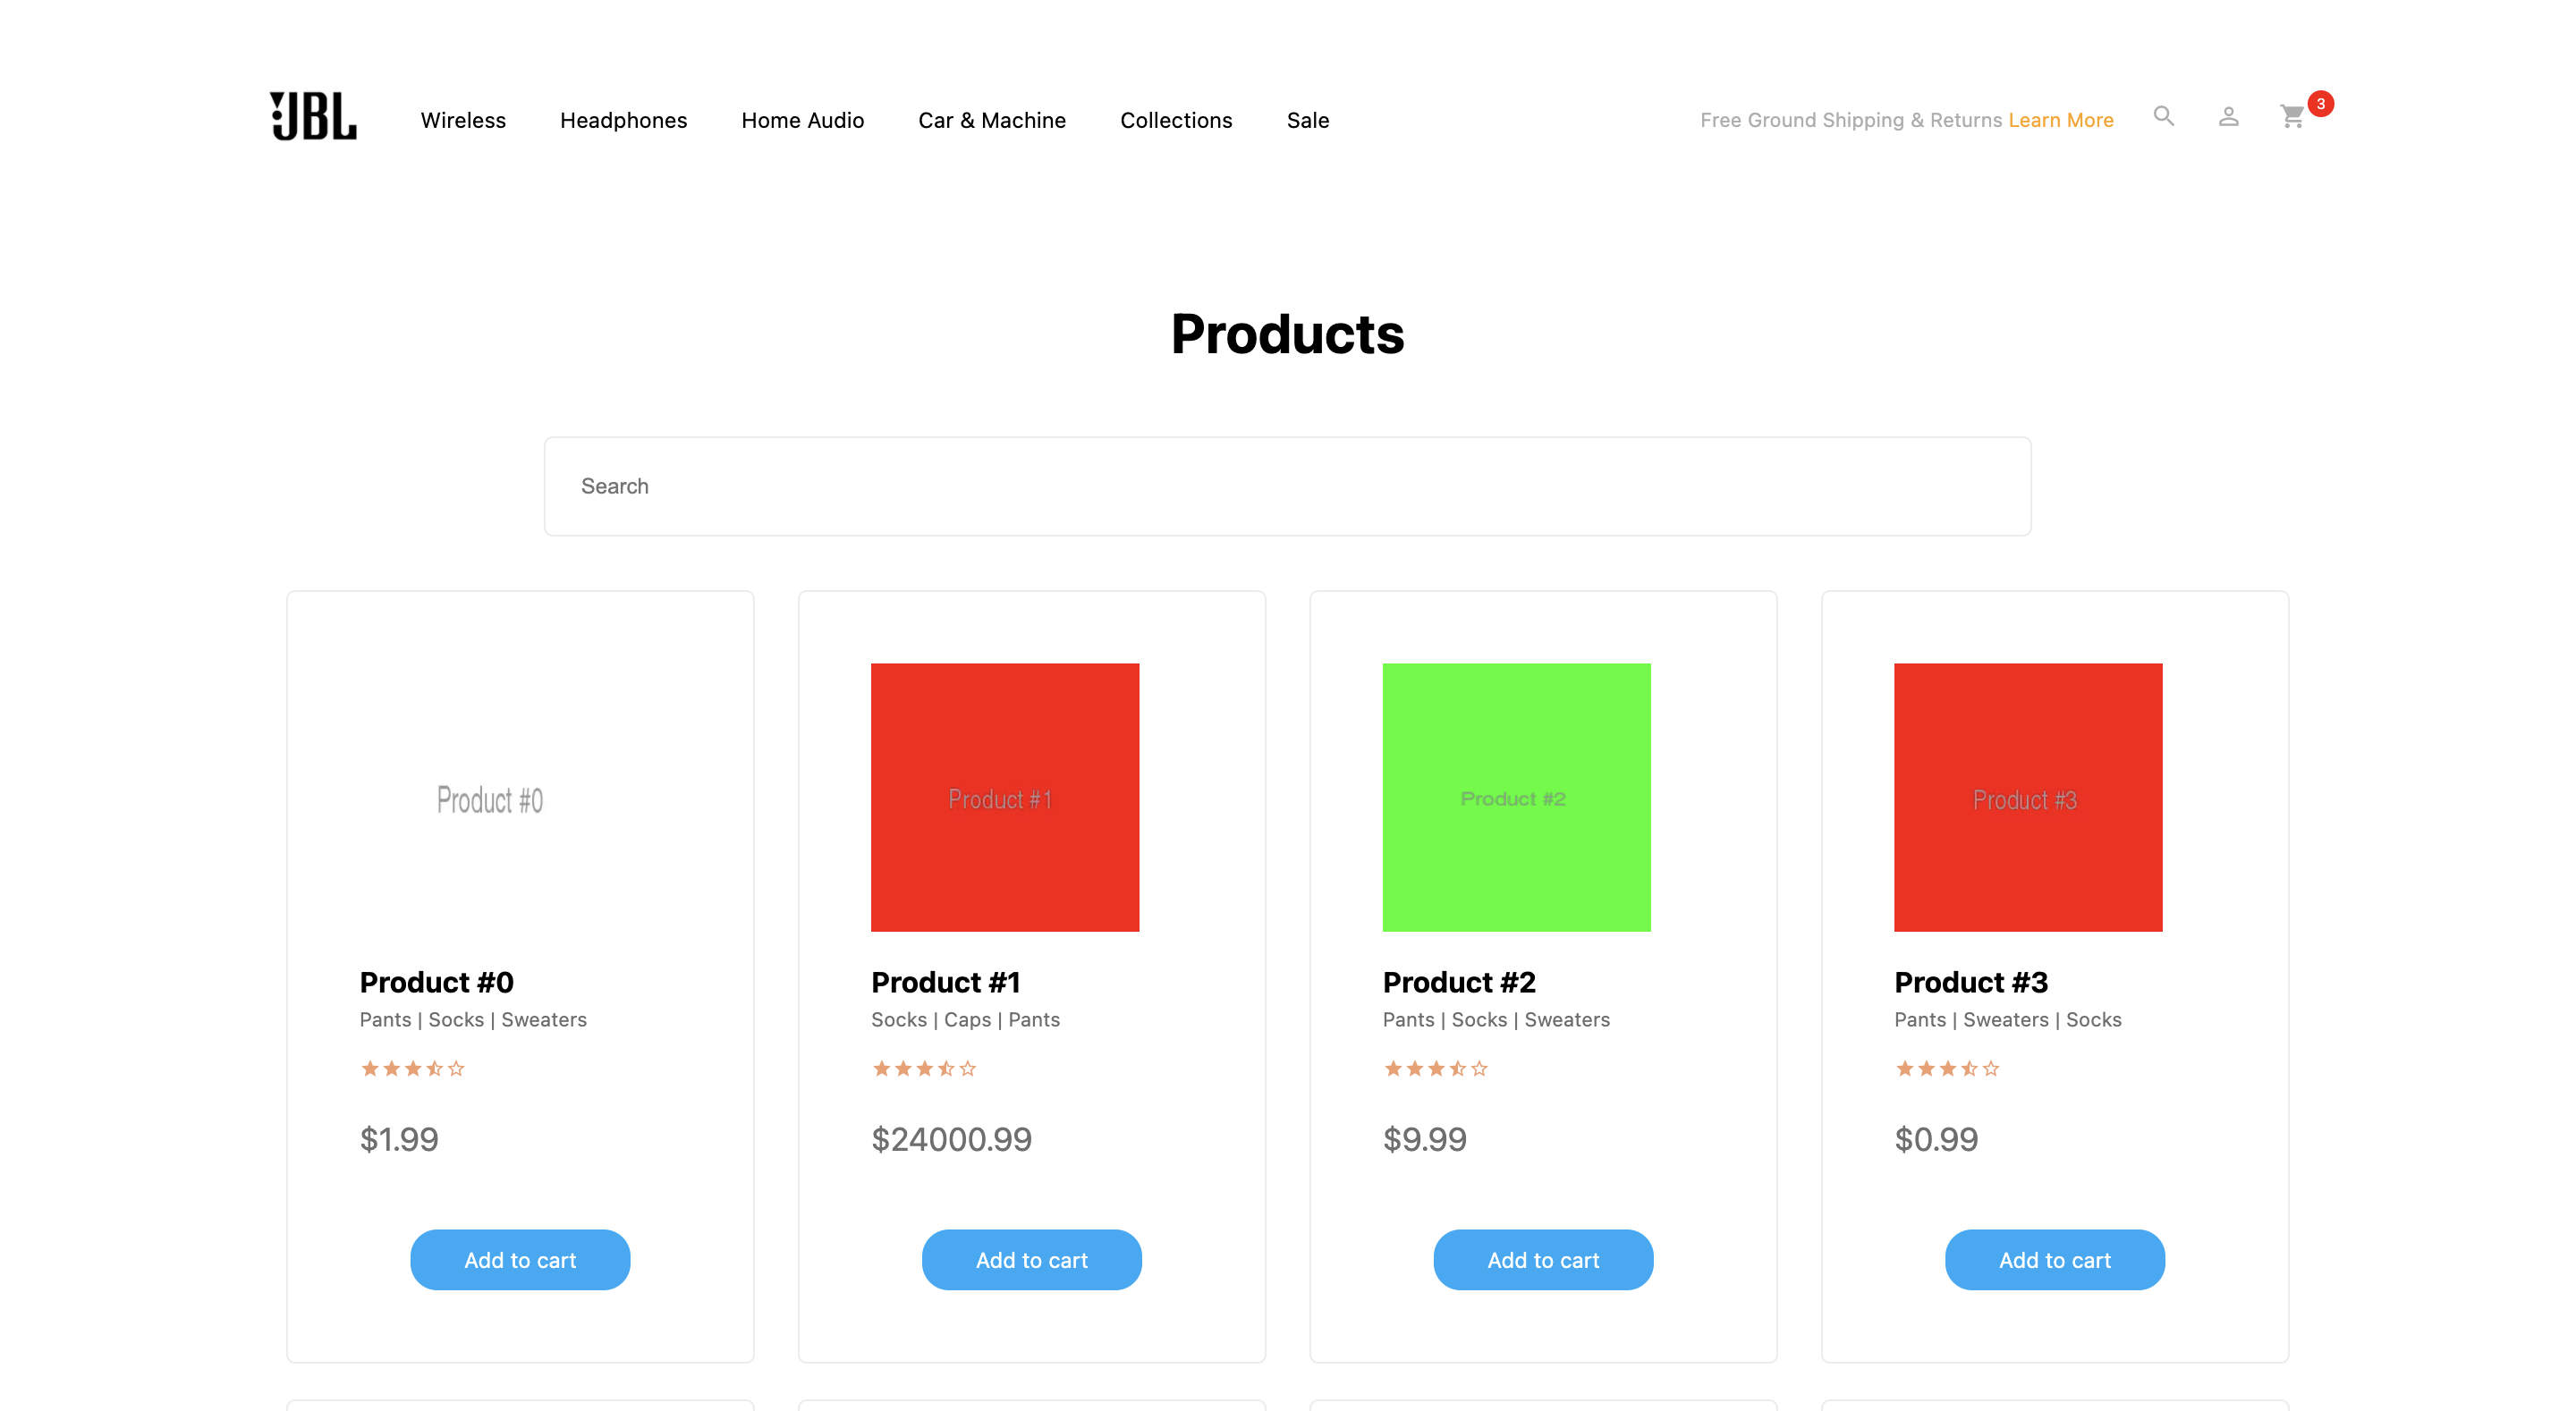 JBL Wireless Headphones Home Audio Car & Machine Collections Sale Free Ground Shipping & Returns Learn More 3
Products
Search
Product #0 Product #1 Product #2 Product #3
Product #0 Product #1 Product #2 Product #3
Pants | Socks | Sweaters Socks | Caps | Pants Pants | Socks | Sweaters Pants | Sweaters | Socks
$1.99 $24000.99 $9.99 $0.99
Add to cart Add to cart Add to cart Add to cart